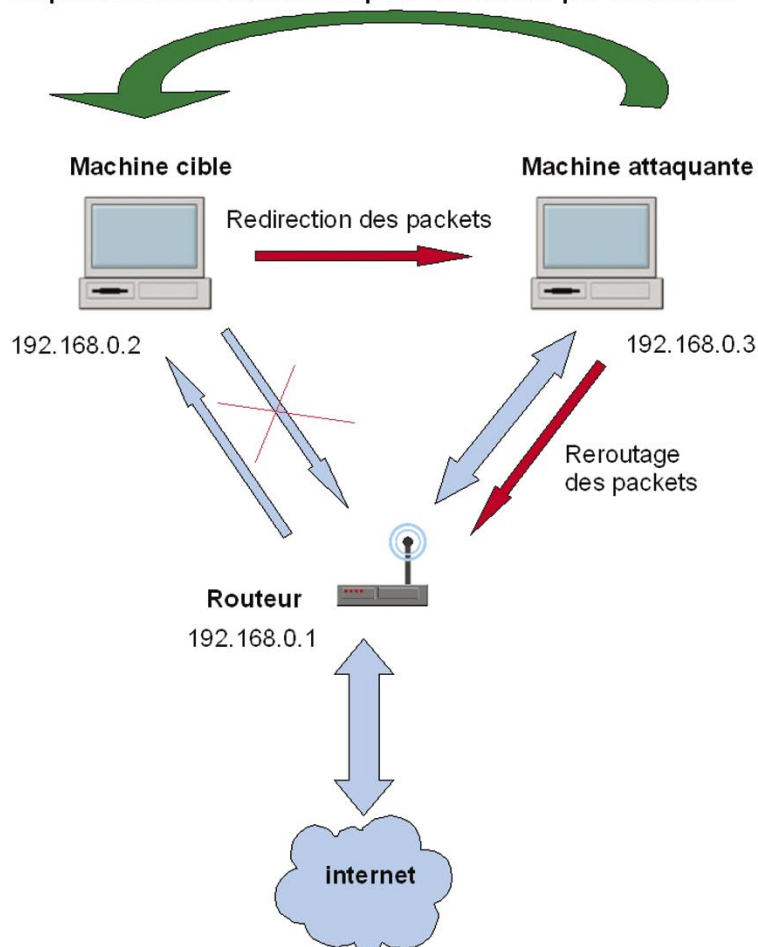 Machine cible
Machine attaquante
Redirection des packets
192.168.0.2
192.168.0.3
Reroutage
des packets
Routeur
192.168.0.1
internet